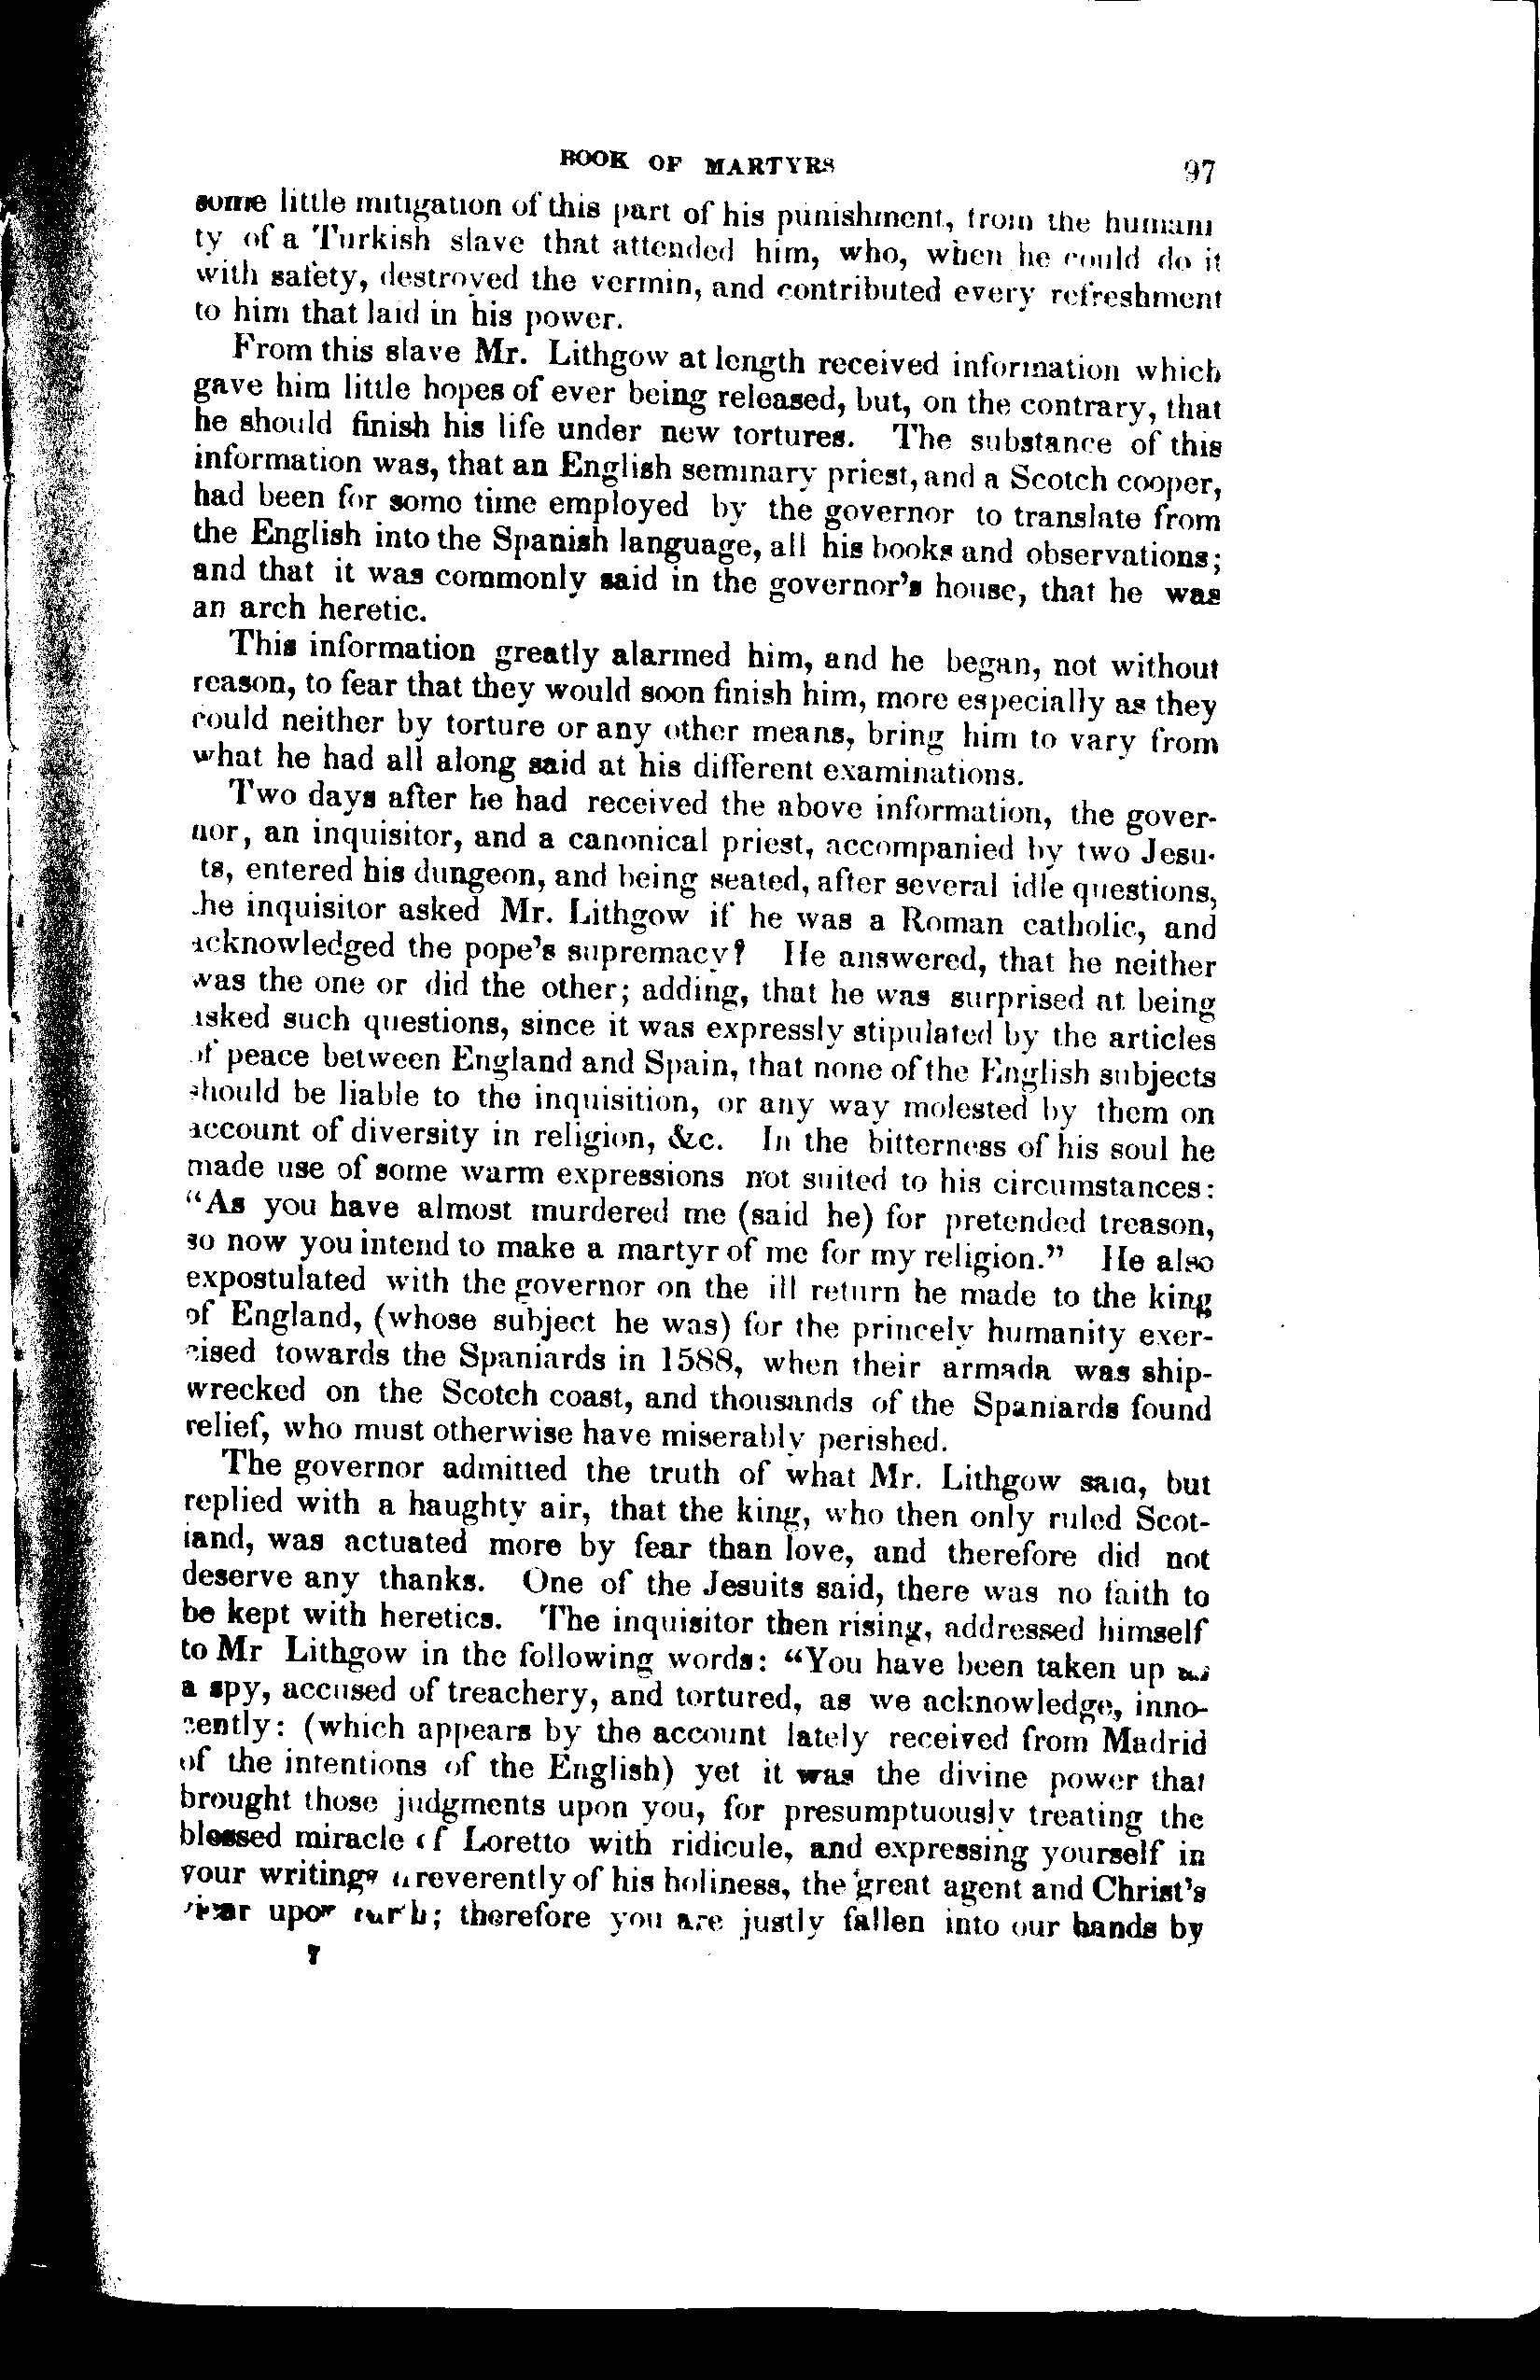 BOOK OF MARTYRS 97
some little mitigation of this part of his punishment, from the humani
ty of a Turkish slave that attended him, who, when he could do it
with safety, destroyed the vermin, and contributed every refreshment
to him that laid in his power.
From this slave Mr. Lithgow at length received information which
gave him little hopes of ever being released, but, on the contrary, that
he should finish his life under new tortures. The substance of this
information was, that an English seminary priest, and a Scotch cooper,
had been for some time employed by the governor to translate from
the English into the Spanish language, all his books and observations;
and that it was commonly said in the governor's house, that he was
an arch heretic.
This information greatly alarmed him, and he began, not without
reason, to fear that they would soon finish him, more especially as they
could neither by torture or any other means, bring him to vary from
what he had all along said at his different examinations.
Two days after he had received the above information, the gover-
nor, an inquisitor, and a canonical priest, accompanied by two Jesu-
ts, entered his dungeon, and being seated, after several idle questions,
he inquisitor asked Mr. Lithgow if he was a Roman catholic, and
acknowledged the pope's supremacy? He answered, that he neither
was the one or did the other; adding, that he was surprised at being
asked such questions, since it was expressly stipulated by the articles
of peace between England and Spain, that none of the English subjects
should be liable to the inquisition, or any way molested by them on
account of diversity in religion, &c. In the bitterness of his soul he
made use of some warm expressions not suited to his circumstances:
"As you have almost murdered me (said he) for pretended treason,
so now you intend to make a martyr of me for my religion." He also
expostulated with the governor on the ill return he made to the king
of England, (whose subject he was) for the princely humanity exer-
cised towards the Spaniards in 1588, when their armada was ship-
wrecked on the Scotch coast, and thousands of the Spaniards found
relief, who must otherwise have miserably perished.
The governor admitted the truth of what Mr. Lithgow said, but
replied with a haughty air, that the king, who then only ruled Scot-
land, was actuated more by fear than love, and therefore did not
deserve any thanks. One of the Jesuits said, there was no faith to
be kept with heretics. The inquisitor then rising, addressed himself
to Mr Lithgow in the following words: "You have been taken up as
a spy, accused of treachery, and tortured, as we acknowledge, inno-
cently: (which appears by the account lately received from Madrid
of the intentions of the English) yet it was the divine power that
brought those judgments upon you, for presumptuously treating the
blessed miracle of Loretto with ridicule, and expressing yourself in
your writings irreverently of his holiness, the great agent and Christ's
vicar upon earth; therefore you are justly fallen into our hands by
7